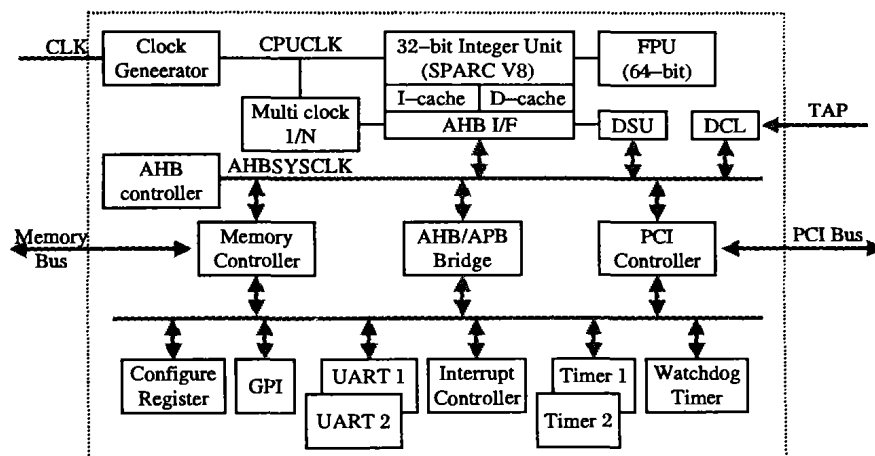 CLK
Clock
Geneerator
CPUCLK
32-bit Integer Unit
(SPARC V8)
FPU
(64-bit)
I-cache
D-cache
Multi clock
1/N
AHB I/F
DSU
DCL
TAP
AHB
controller
AHBSYSCLK
Memory
Bus
Memory
Controller
AHB/APB
Bridge
PCI
Controller
PCI Bus
Configure
Register
GPI
UART 1
UART 2
Interrupt
Controller
Timer 1
Timer 2
Watchdog
Timer